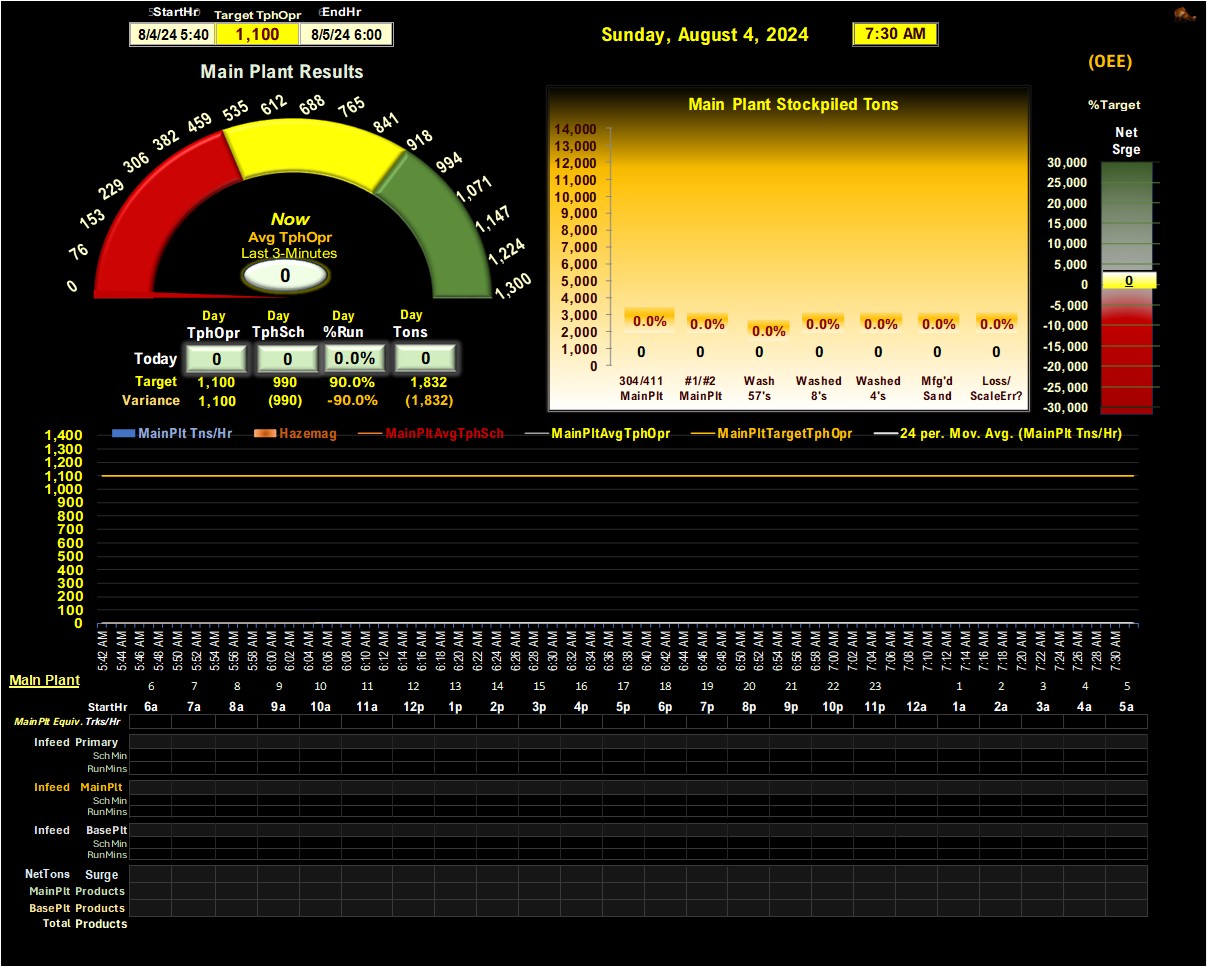 StartHr Target TphOpr EndHr
8/4/24 5:40 1,100 8/5/24 6:00
Sunday, August 4, 2024 7:30 AM
(OEE)
Main Plant Results
%Target
Net
Srge
0 76 153 229 306 382 459 535 612 688 765 841 918 994 1,071 1,147 1,224 1,300
Now
Avg TphOpr
Last 3-Minutes
0
Day Day Day Day
TphOpr TphSch %Run Tons
Today 0 0 0.0% 0
Target 1,100 990 90.0% 1,832
Variance 1,100 (990) -90.0% (1,832)
Main Plant Stockpiled Tons
14,000
13,000
12,000
11,000
10,000
9,000
8,000
7,000
6,000
5,000
4,000
3,000
2,000
1,000
0
0.0% 0.0% 0.0% 0.0% 0.0% 0.0% 0.0%
0 0 0 0 0 0 0
304/411 #1/#2 Wash Washed Washed Mfg'd Loss/
MainPlt MainPlt 57's 8's 4's Sand ScaleErr?
30,000
25,000
20,000
15,000
10,000
5,000
0 0
-5,000
-10,000
-15,000
-20,000
-25,000
-30,000
MainPlt Tns/Hr Hazemag MainPltAvgTphSch MainPltAvgTphOpr MainPltTargetTphOpr 24 per. Mov. Avg. (MainPlt Tns/Hr)
1,400
1,300
1,200
1,100
1,000
900
800
700
600
500
400
300
200
100
0
5:42 AM 5:44 AM 5:46 AM 5:48 AM 5:50 AM 5:52 AM 5:54 AM 5:56 AM 5:58 AM 6:00 AM 6:02 AM 6:04 AM 6:06 AM 6:08 AM 6:10 AM 6:12 AM 6:14 AM 6:16 AM 6:18 AM 6:20 AM 6:22 AM 6:24 AM 6:26 AM 6:28 AM 6:30 AM 6:32 AM 6:34 AM 6:36 AM 6:38 AM 6:40 AM 6:42 AM 6:44 AM 6:46 AM 6:48 AM 6:50 AM 6:52 AM 6:54 AM 6:56 AM 6:58 AM 7:00 AM 7:02 AM 7:04 AM 7:06 AM 7:08 AM 7:10 AM 7:12 AM 7:14 AM 7:16 AM 7:18 AM 7:20 AM 7:22 AM 7:24 AM 7:26 AM 7:28 AM 7:30 AM
Main Plant
6 7 8 9 10 11 12 13 14 15 16 17 18 19 20 21 22 23 1 2 3 4 5
StartHr 6a 7a 8a 9a 10a 11a 12p 1p 2p 3p 4p 5p 6p 7p 8p 9p 10p 11p 12a 1a 2a 3a 4a 5a
MainPlt Equiv. Trks/Hr
Infeed Primary
SchMin
RunMins
Infeed MainPlt
SchMin
RunMins
Infeed BasePlt
SchMin
RunMins
NetTons Surge
MainPlt Products
BasePlt Products
Total Products